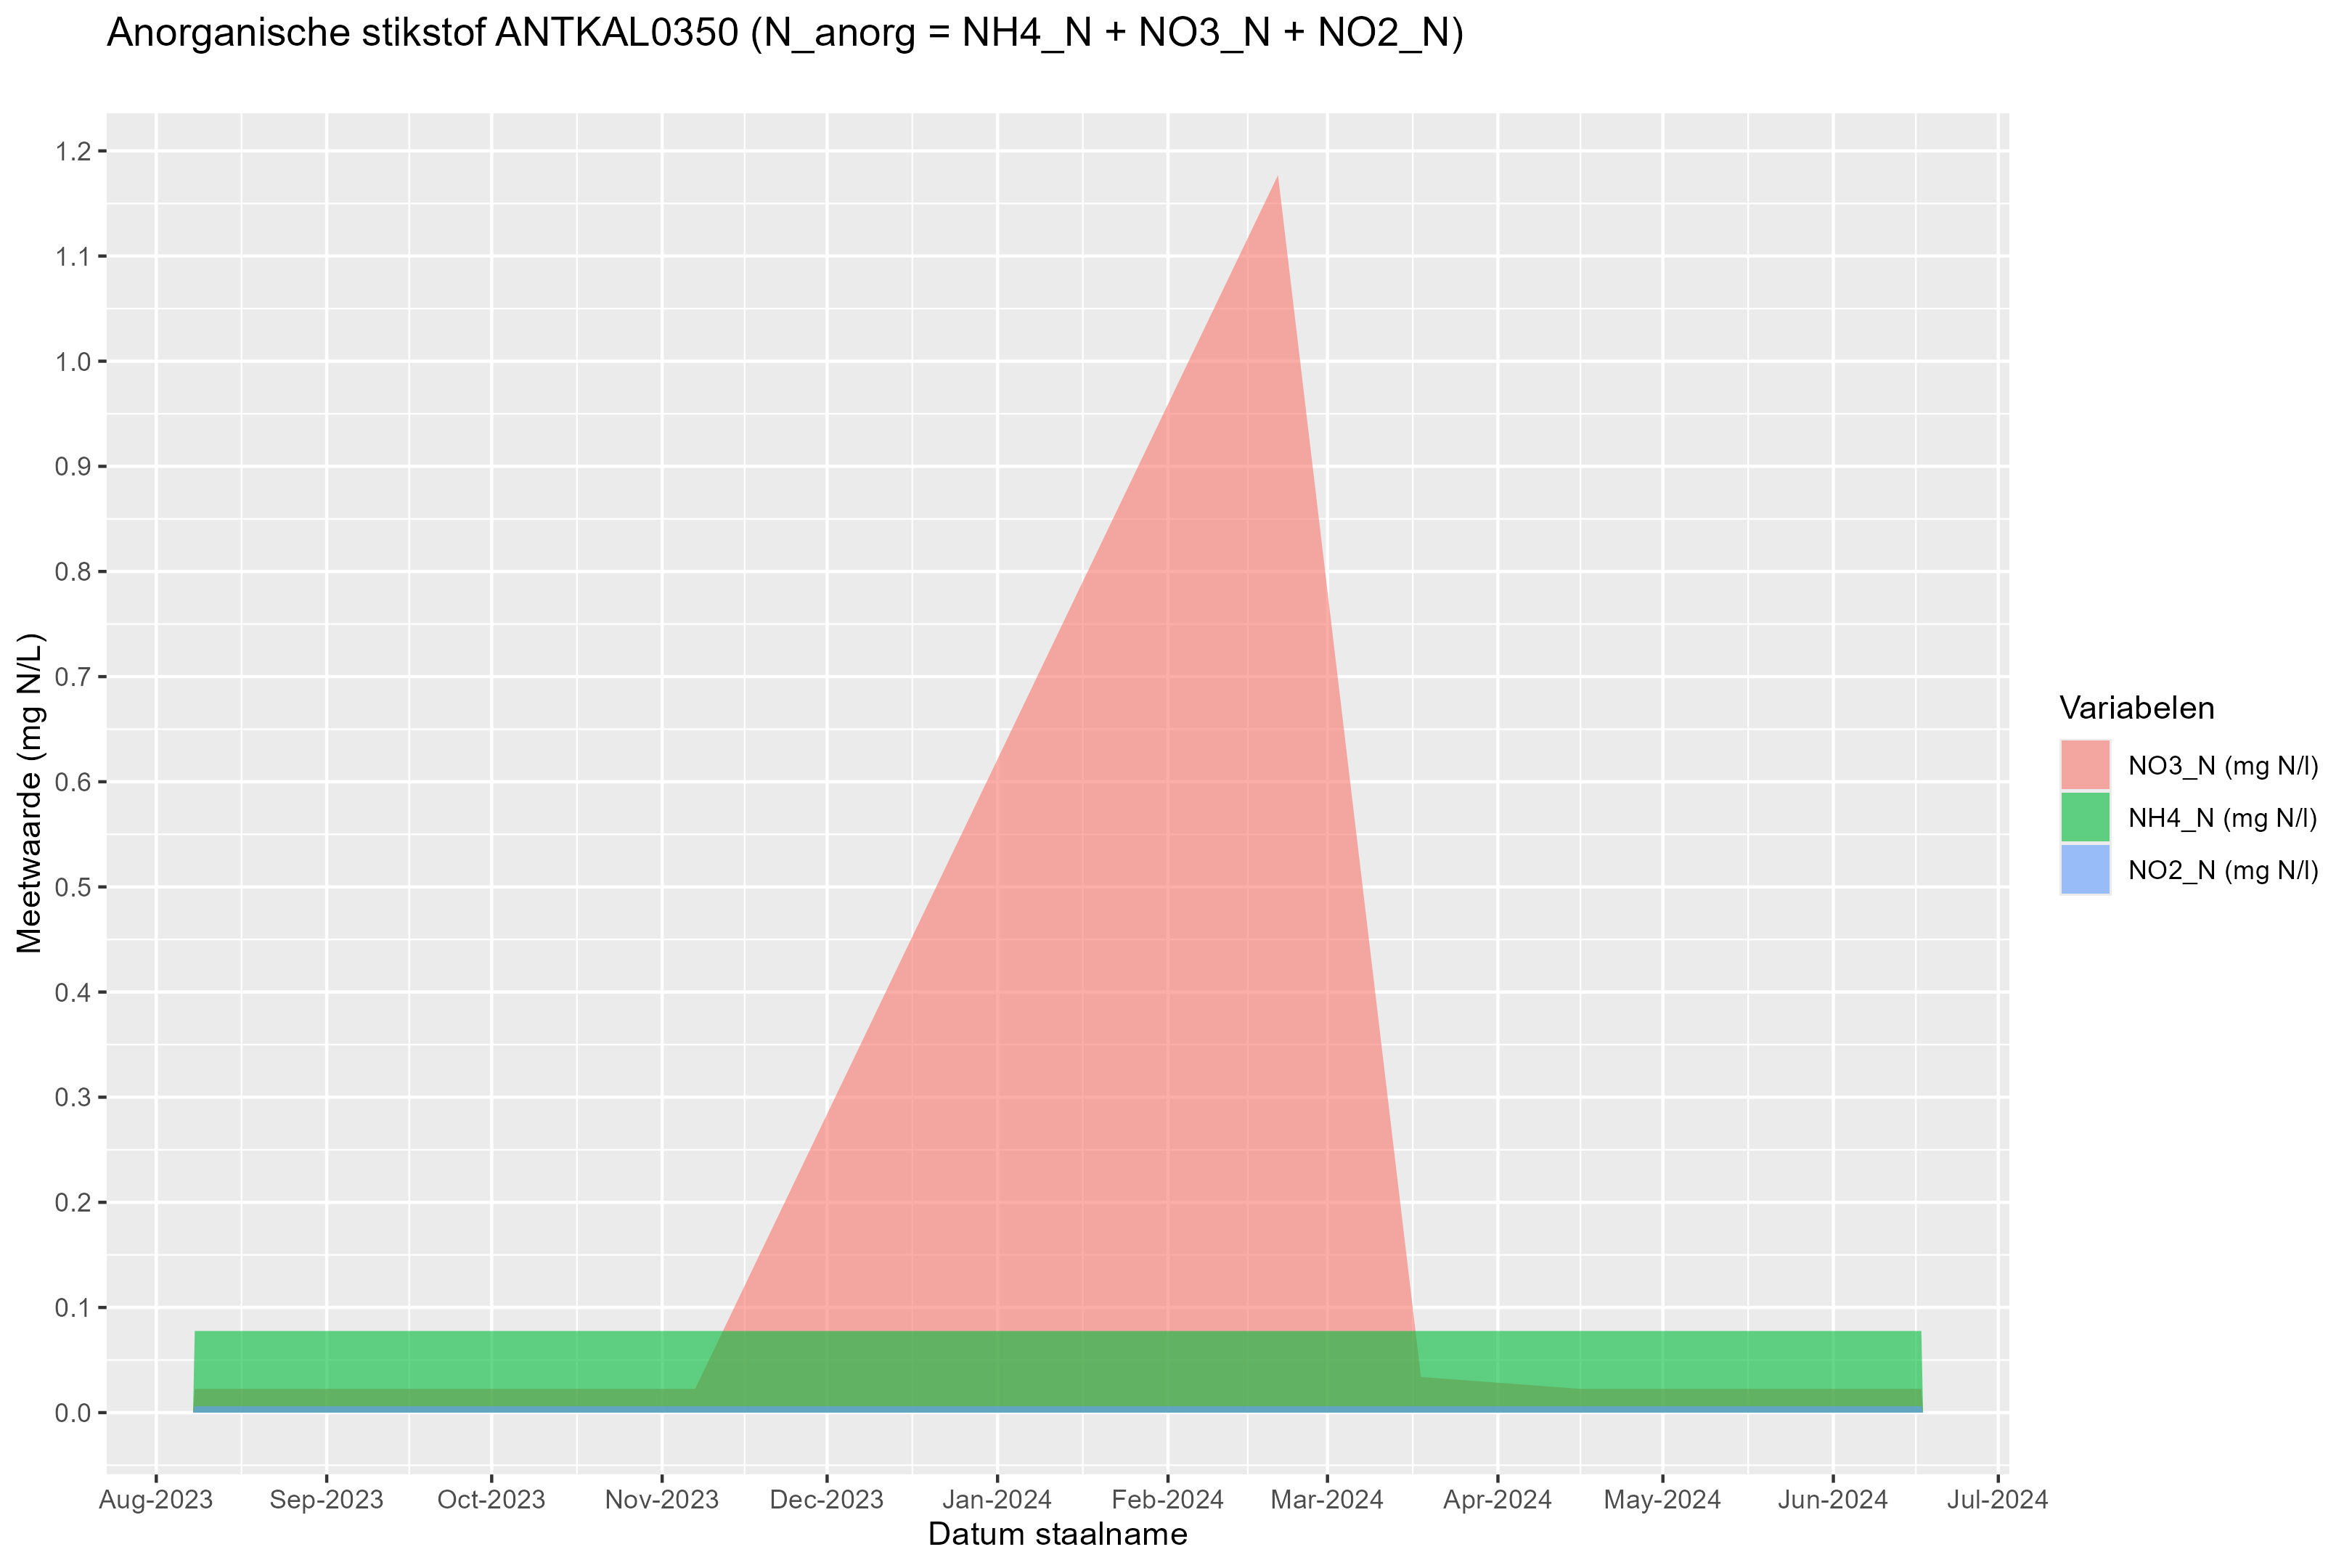 Anorganische stikstof ANTKAL0350 (N_anorg = NH4_N + NO3_N + NO2_N)
1.2
1.1
1.0
0.9
0.8
0.7
0.6
0.5
0.4
0.3
0.2
0.1
0.0
Meetwaarde (mg N/L)
Aug-2023 Sep-2023 Oct-2023 Nov-2023 Dec-2023 Jan-2024 Feb-2024 Mar-2024 Apr-2024 May-2024 Jun-2024 Jul-2024
Datum staalname
Variabelen
NO3_N (mg N/l)
NH4_N (mg N/l)
NO2_N (mg N/l)